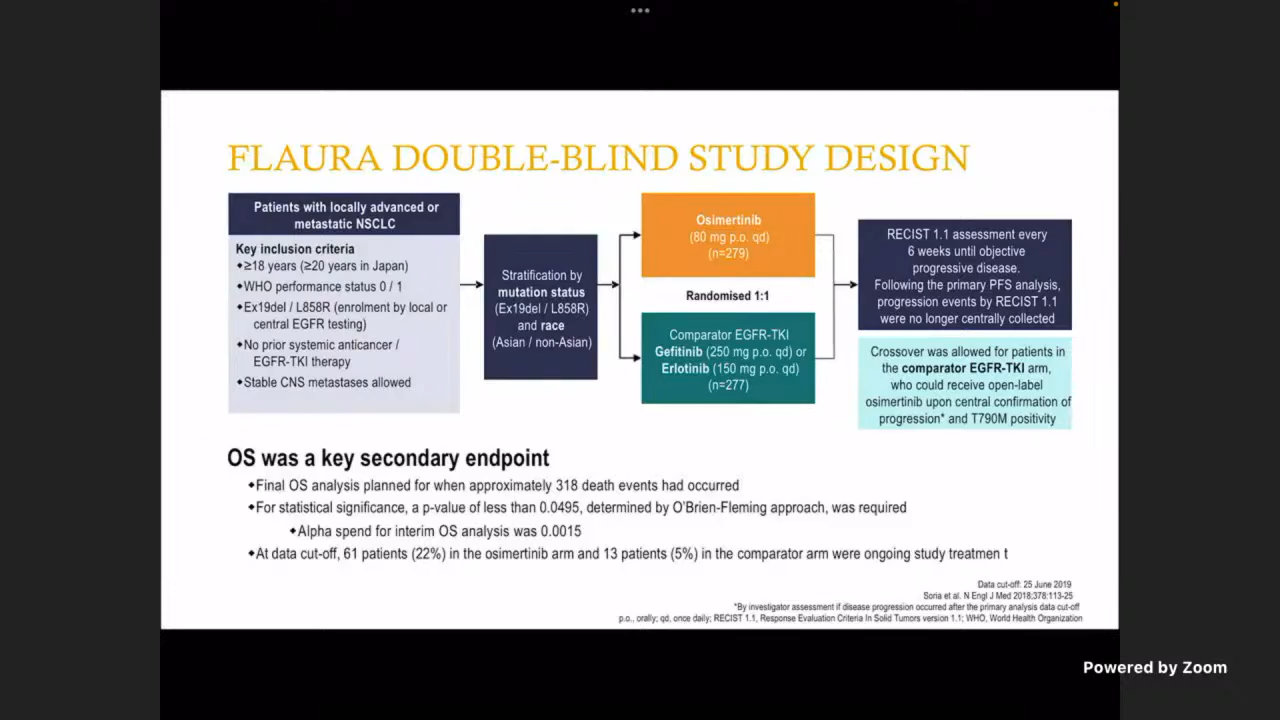 FLAURA DOUBLE-BLIND STUDY DESIGN
Patients with locally advanced or
metastatic NSCLC
Key inclusion criteria
◆≥18 years (≥20 years in Japan)
◆WHO performance status 0 / 1
◆Ex19del / L858R (enrolment by local or
central EGFR testing)
◆No prior systemic anticancer /
EGFR-TKI therapy
◆Stable CNS metastases allowed
Stratification by
mutation status
(Ex19del / L858R)
and race
(Asian / non-Asian)
Osimertinib
(80 mg p.o. qd)
(n=279)
Randomised 1:1
Comparator EGFR-TKI
Gefitinib (250 mg p.o. qd) or
Erlotinib (150 mg p.o. qd)
(n=277)
RECIST 1.1 assessment every
6 weeks until objective
progressive disease.
Following the primary PFS analysis,
progression events by RECIST 1.1
were no longer centrally collected
Crossover was allowed for patients in
the comparator EGFR-TKI arm,
who could receive open-label
osimertinib upon central confirmation of
progression* and T790M positivity
OS was a key secondary endpoint
◆Final OS analysis planned for when approximately 318 death events had occurred
◆For statistical significance, a p-value of less than 0.0495, determined by O'Brien-Fleming approach, was required
◆Alpha spend for interim OS analysis was 0.0015
◆At data cut-off, 61 patients (22%) in the osimertinib arm and 13 patients (5%) in the comparator arm were ongoing study treatmen t
Data cut-off: 25 June 2019
Soria et al. N Engl J Med 2018;378:113-25
*By investigator assessment if disease progression occurred after the primary analysis data cut-off
p.o., orally; qd, once daily; RECIST 1.1, Response Evaluation Criteria In Solid Tumors version 1.1; WHO, World Health Organization
Powered by Zoom